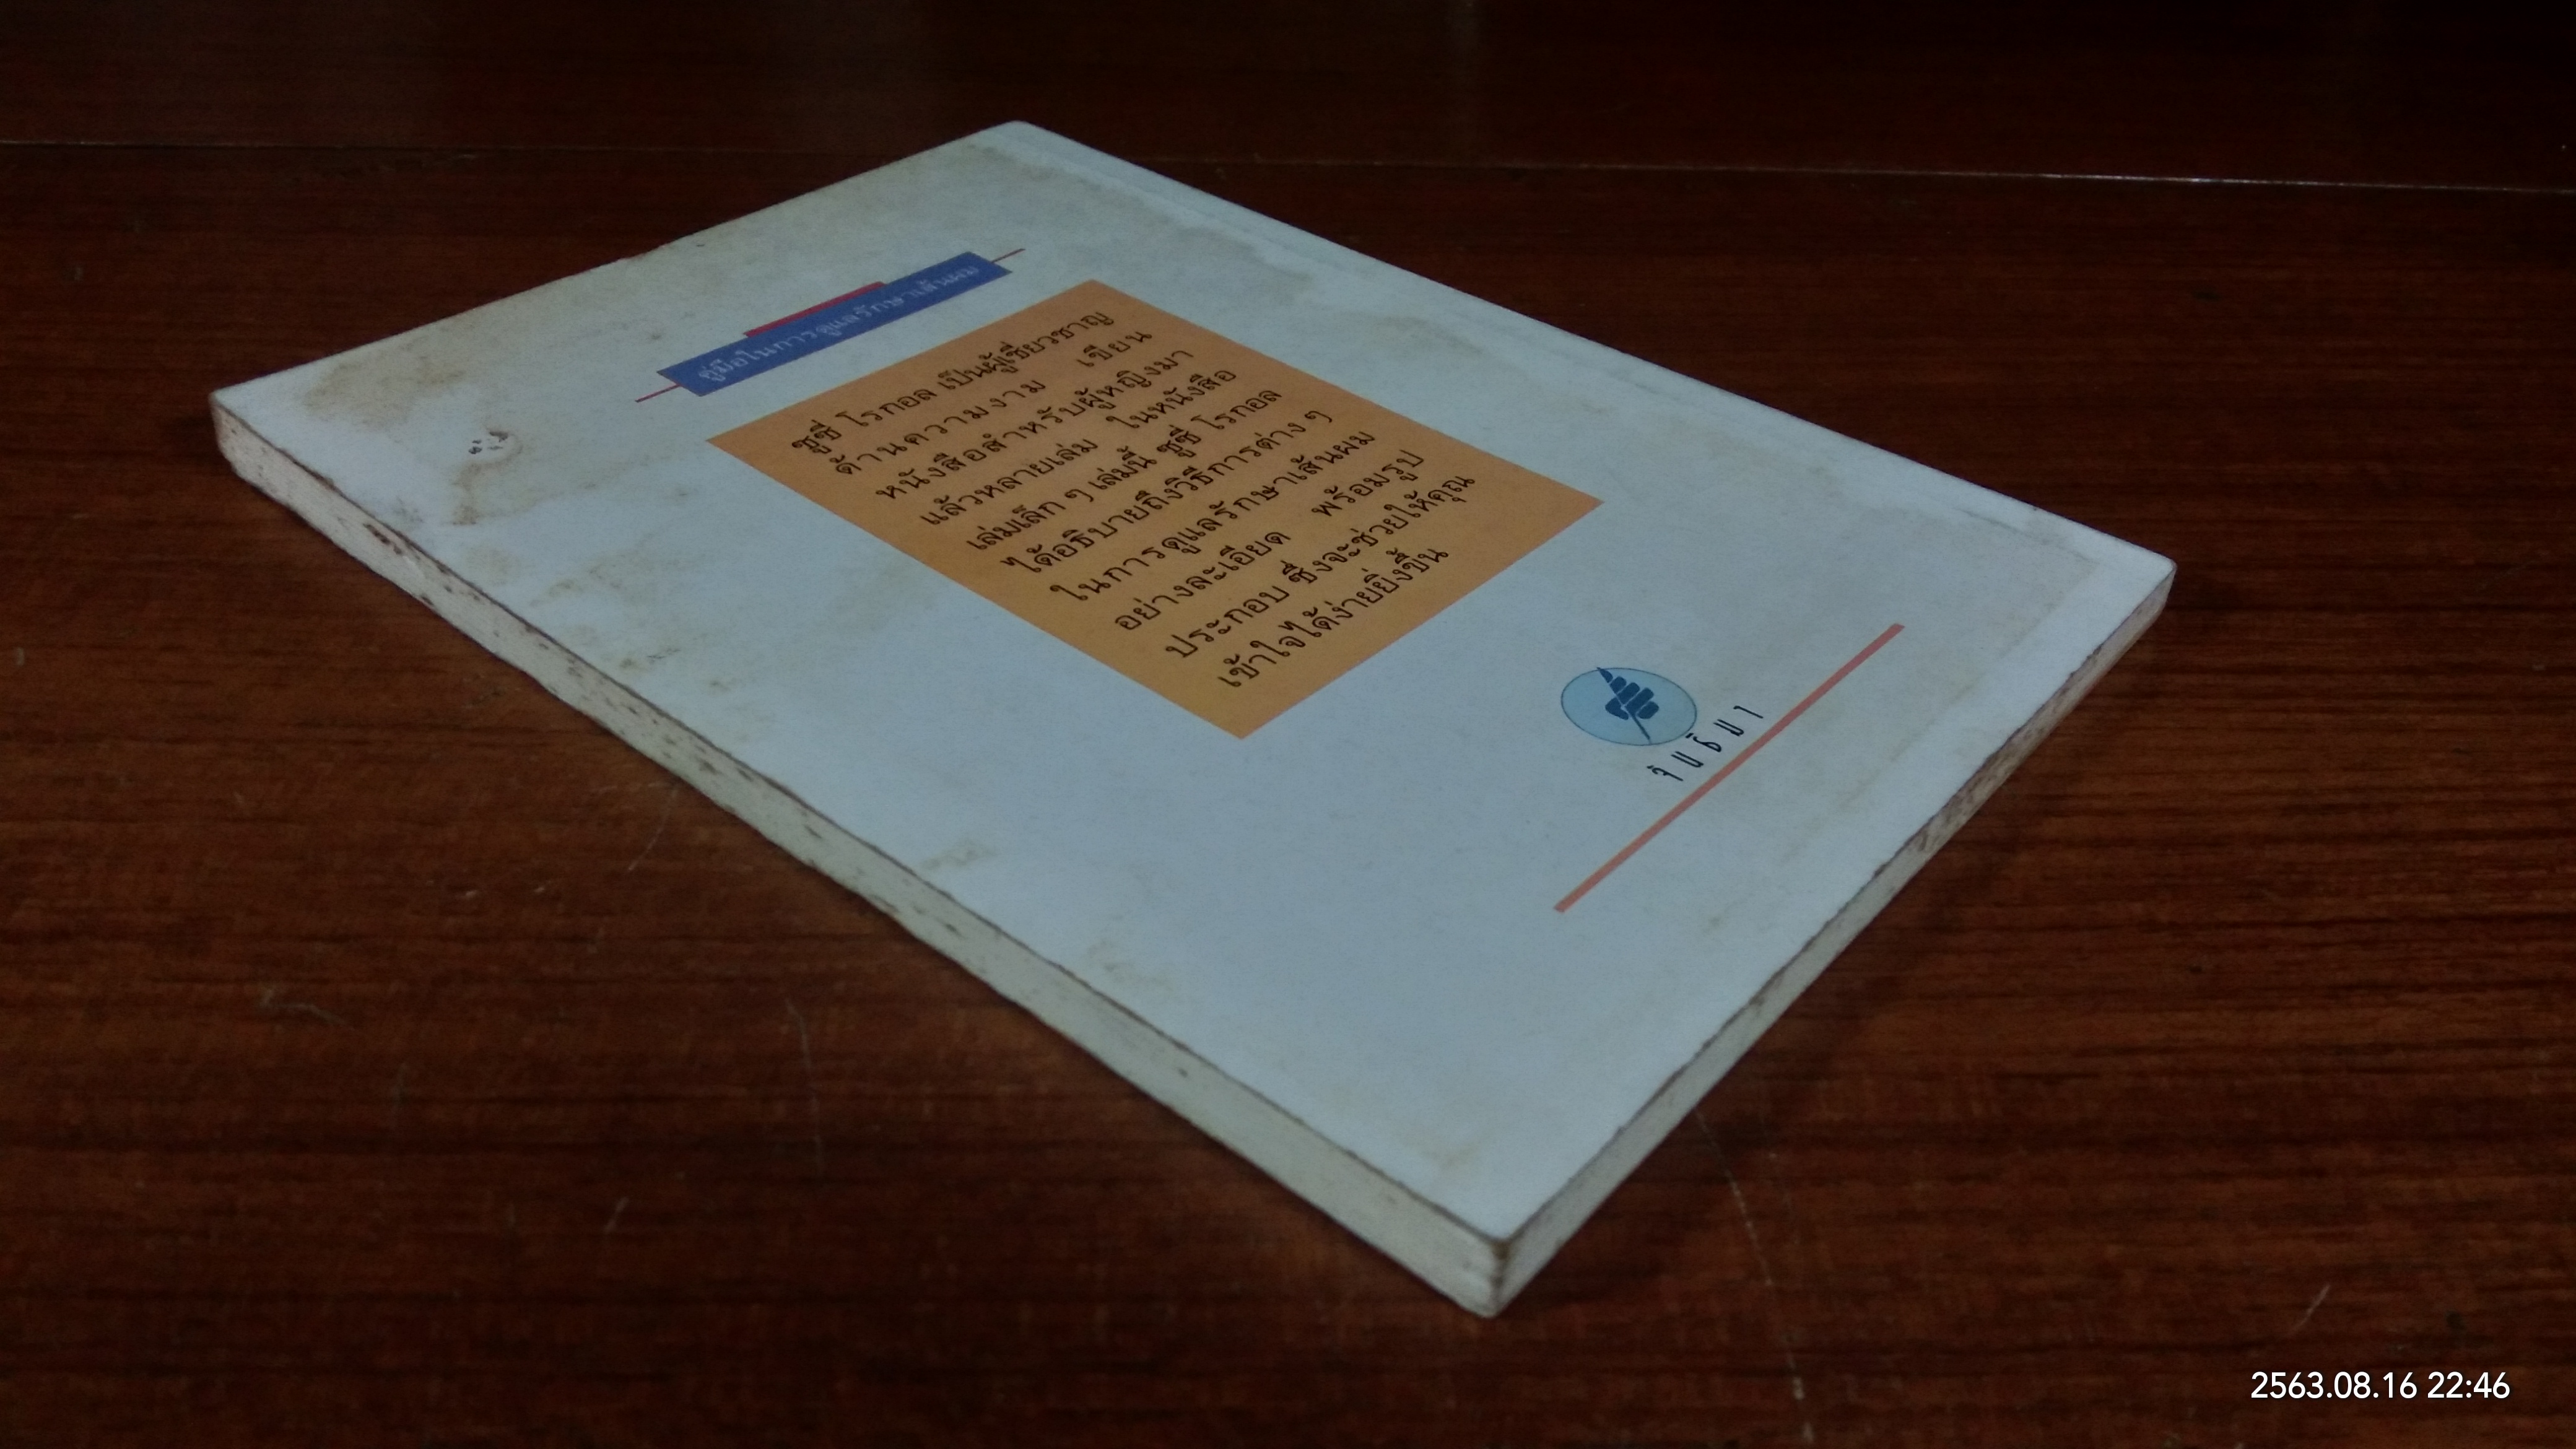 คู่มือในการดูแลรักษาเส้นผม
ซูซี่ โรกอล เป็นผู้เชี่ยวชาญ
ด้านความงาม เขียน
หนังสือสำหรับผู้หญิงมา
แล้วหลายเล่ม ในหนังสือ
เล่มเล็ก ๆ เล่มนี้ ซูซี่ โรกอล
ได้อธิบายถึงวิธีการต่าง ๆ
ในการดูแลรักษาเส้นผม
อย่างละเอียด พร้อมรูป
ประกอบ ซึ่งจะช่วยให้คุณ
เข้าใจได้ง่ายยิ่งขึ้น
2563.08.16 22:46